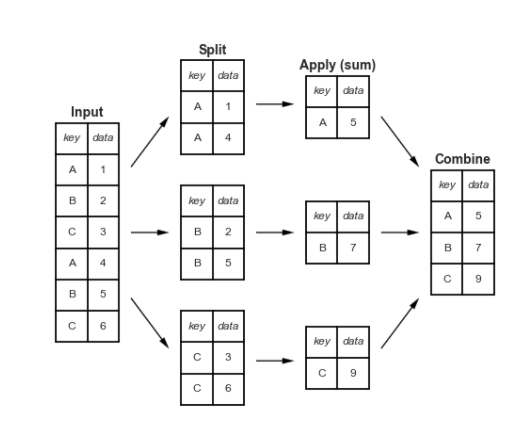 Input
key data
A 1
B 2
C 3
A 4
B 5
C 6
Split
key data
A 1
A 4
key data
B 2
B 5
key data
C 3
C 6
Apply (sum)
key data
A 5
key data
B 7
key data
C 9
Combine
key data
A 5
B 7
C 9